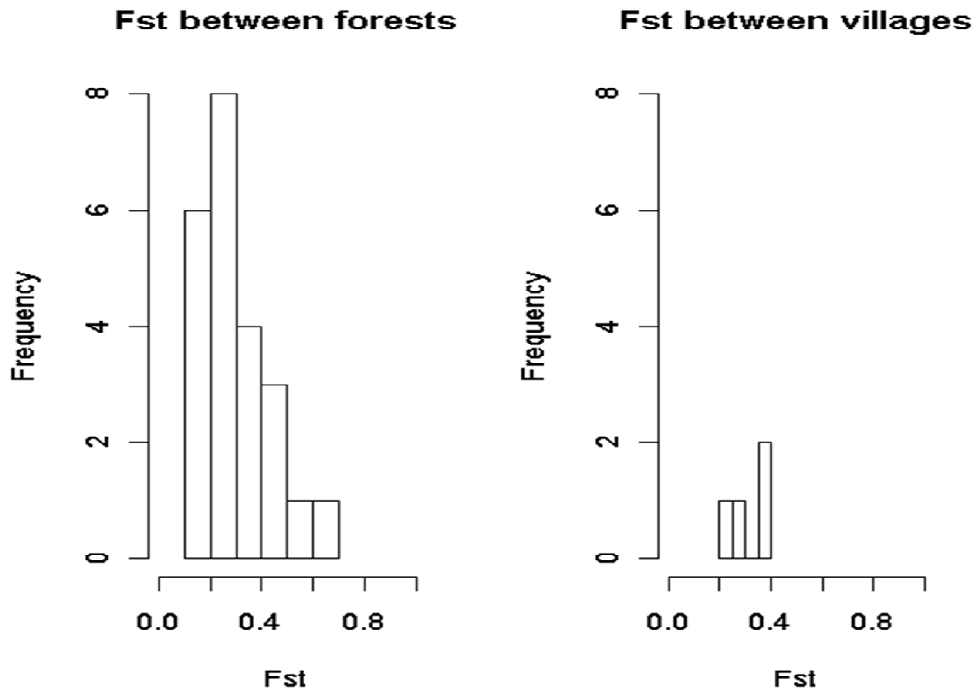 Fst between forests
Frequency
0 2 4 6 8
0.0 0.4 0.8
Fst
Fst between villages
Frequency
0 2 4 6 8
0.0 0.4 0.8
Fst